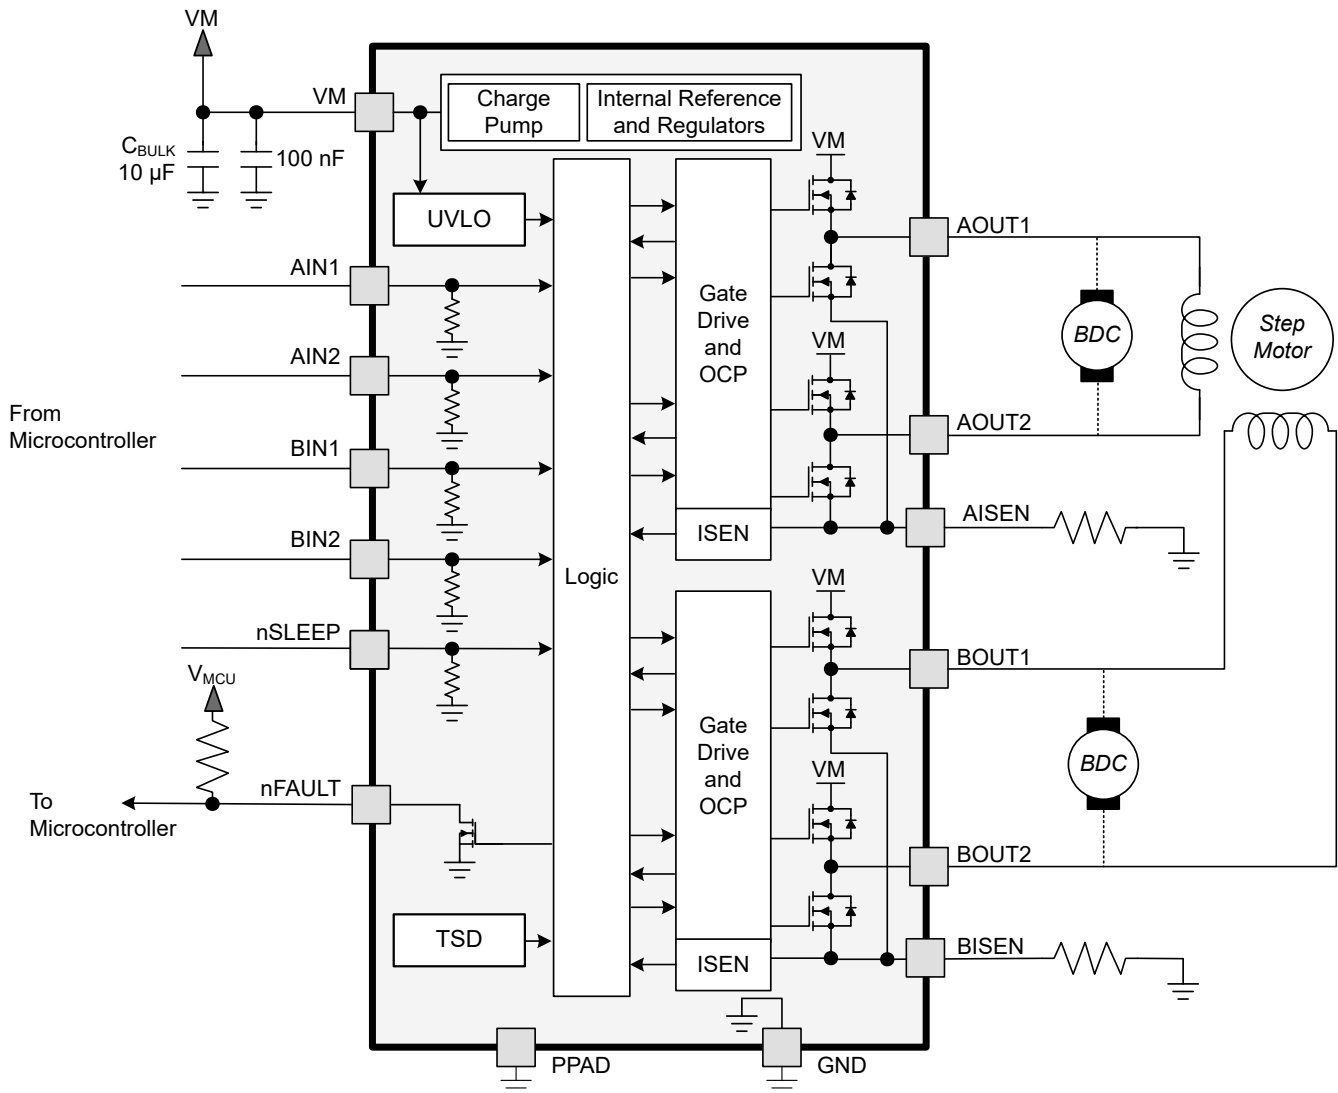 VM
VM
C_BULK
10 µF
100 nF
Charge
Pump
Internal Reference
and Regulators
UVLO
AIN1
AIN2
From
Microcontroller
BIN1
BIN2
nSLEEP
V_MCU
nFAULT
To
Microcontroller
TSD
Logic
Gate
Drive
and
OCP
ISEN
Gate
Drive
and
OCP
ISEN
VM
VM
VM
VM
AOUT1
BDC
Step
Motor
AOUT2
AISEN
BOUT1
BDC
BOUT2
BISEN
PPAD
GND